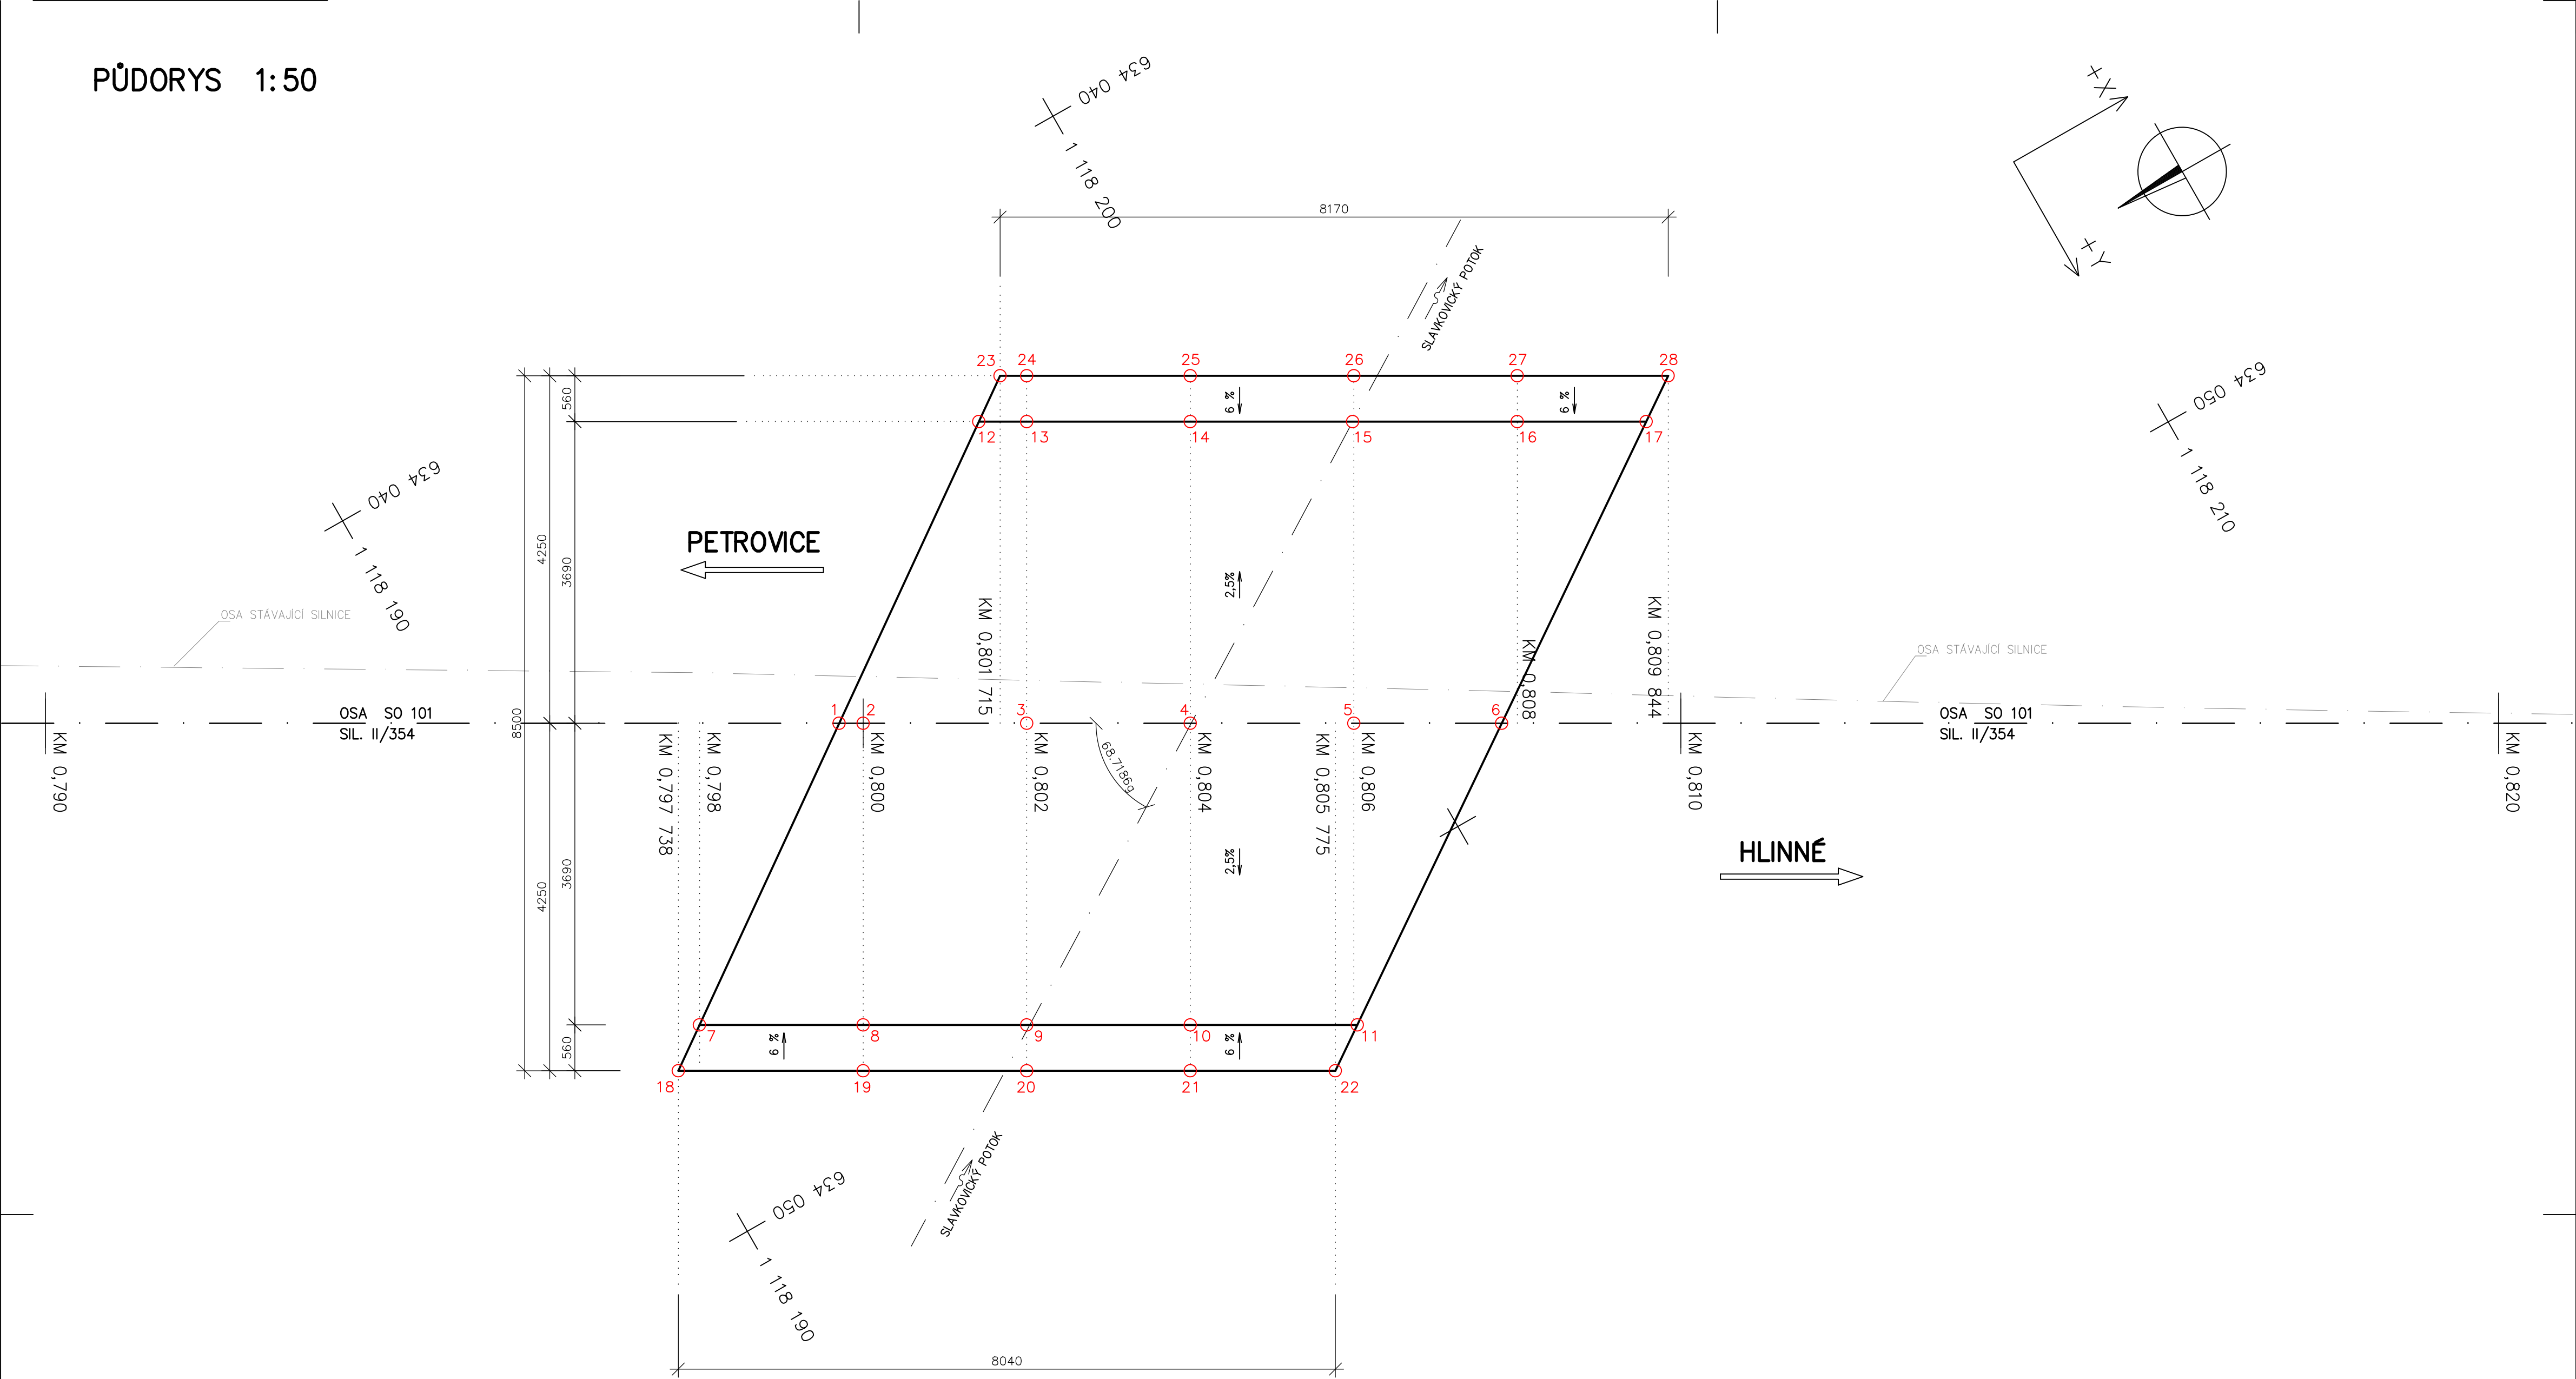 PŮDORYS 1:50
634 040
1 118 200
+X
+Y
8170
SLAVKOVICKÝ POTOK
23
24
25
26
27
28
560
6 %
6 %
12
13
14
15
16
17
634 050
1 118 210
634 040
1 118 190
PETROVICE
4250
3690
2,5%
OSA STÁVAJÍCÍ SILNICE
KM 0,801 715
KM 0,808
KM 0,809 844
OSA STÁVAJÍCÍ SILNICE
8500
OSA SO 101
SIL. II/354
1
2
3
4
5
6
OSA SO 101
SIL. II/354
KM 0,790
KM 0,797 738
KM 0,798
KM 0,800
KM 0,802
68.7186g
KM 0,804
KM 0,805 775
KM 0,806
KM 0,810
KM 0,820
HLINNÉ
4250
3690
2,5%
560
6 %
6 %
7
8
9
10
11
18
19
20
21
22
SLAVKOVICKÝ POTOK
634 050
1 118 190
8040